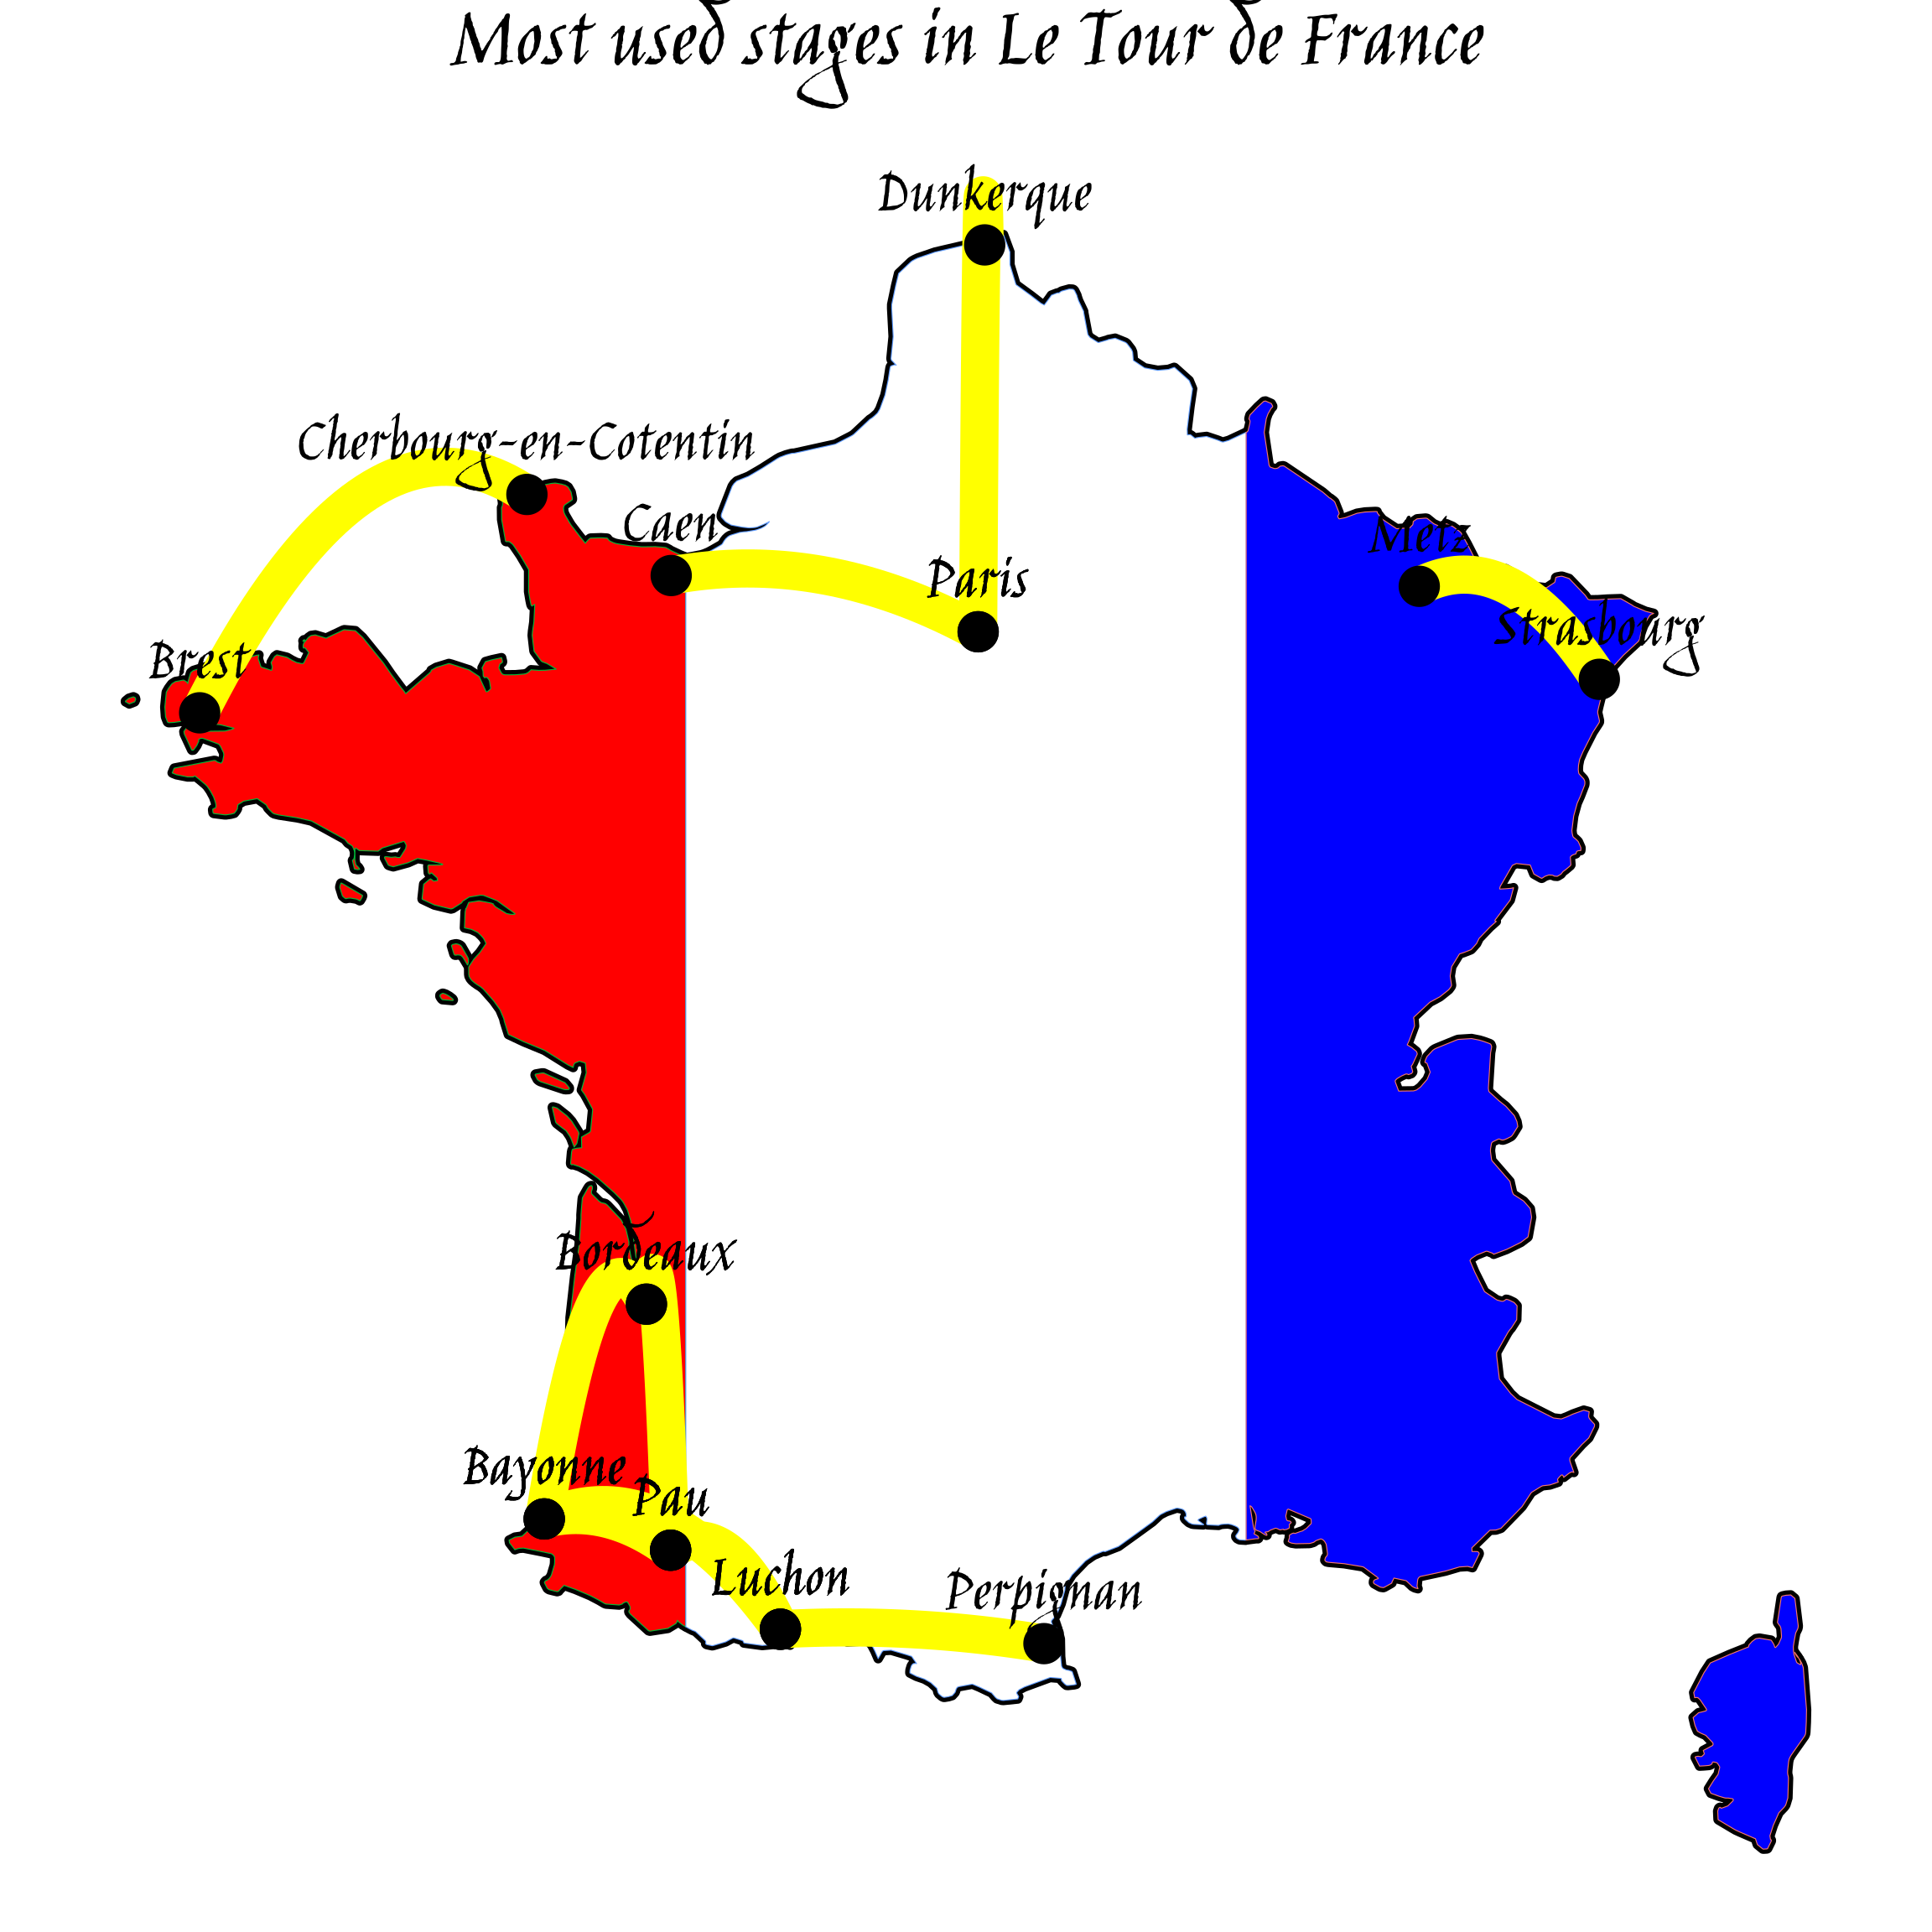 Most used stages in Le Tour de France
Dunkerque
Cherbourg-en-Cotentin
Caen
Metz
Paris
Strasbourg
Brest
Bordeaux
Bayonne
Pau
Luchon
Perpignan